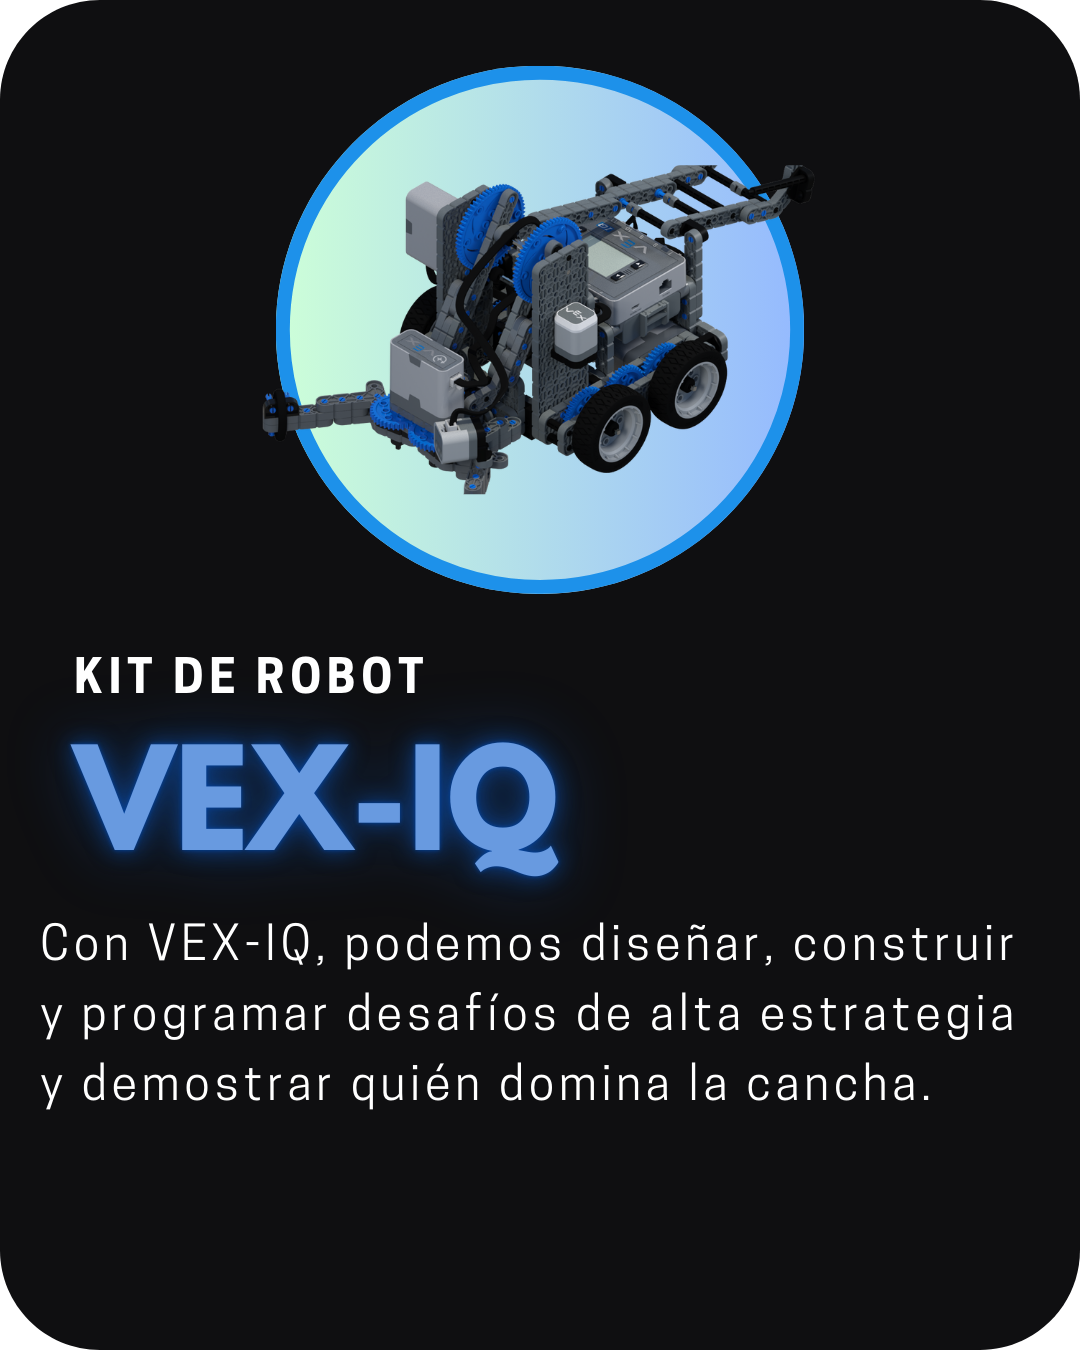 VEX
KIT DE ROBOT
VEX-IQ
Con VEX-IQ, podemos diseñar, construir
y programar desafíos de alta estrategia
y demostrar quién domina la cancha.